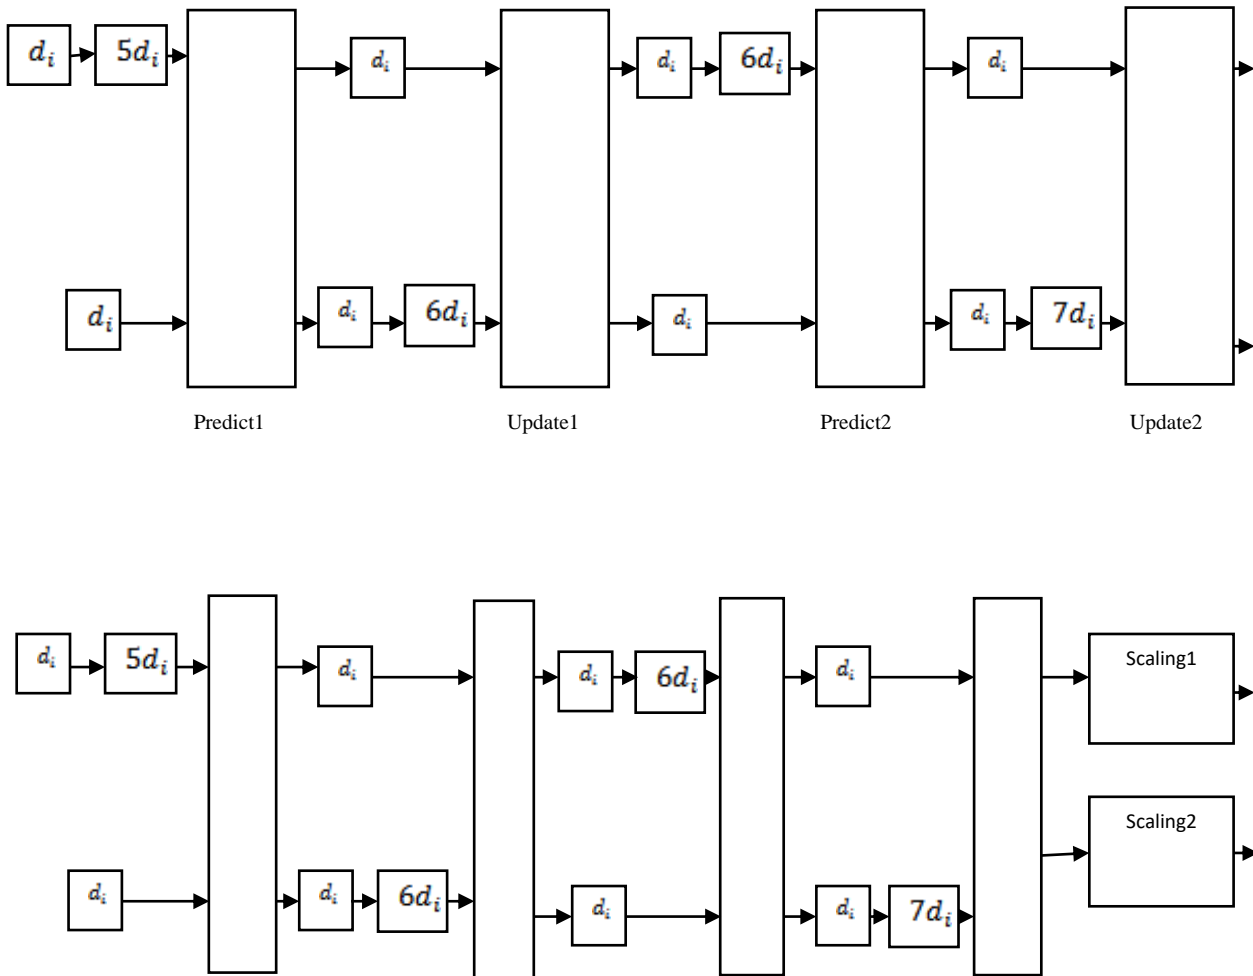 d_i 5d_i d_i d_i 6d_i d_i
d_i d_i 6d_i d_i d_i 7d_i
Predict1 Update1 Predict2 Update2
d_i 5d_i d_i d_i 6d_i d_i Scaling1
Scaling2
d_i d_i 6d_i d_i d_i 7d_i